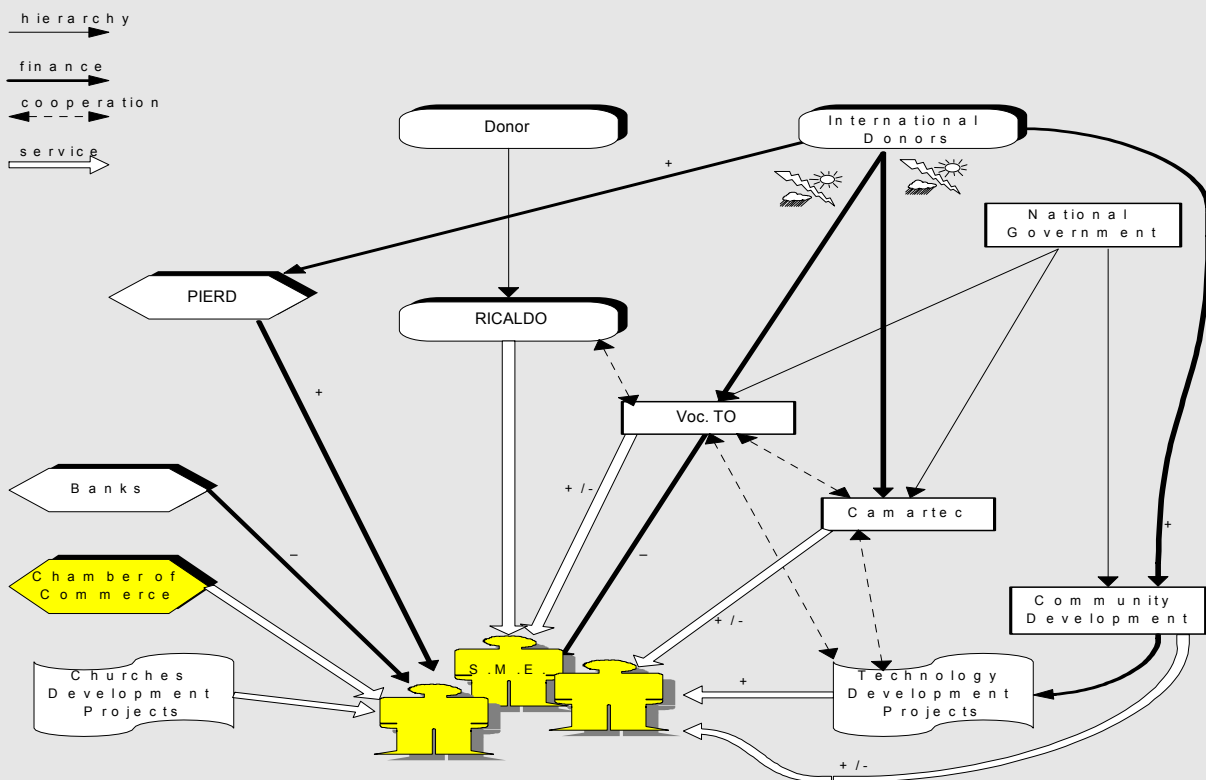 hierarchy
finance
cooperation
service
Donor
International
Donors
+
National
Government
PIERD
RICALDO
+
Voc. TO
Banks
+ / -
Camartec
+
–
–
Chamber of
Commerce
Community
Development
+ / -
S.M.E.
Churches
Development
Projects
Technology
Development
Projects
+
+ / -